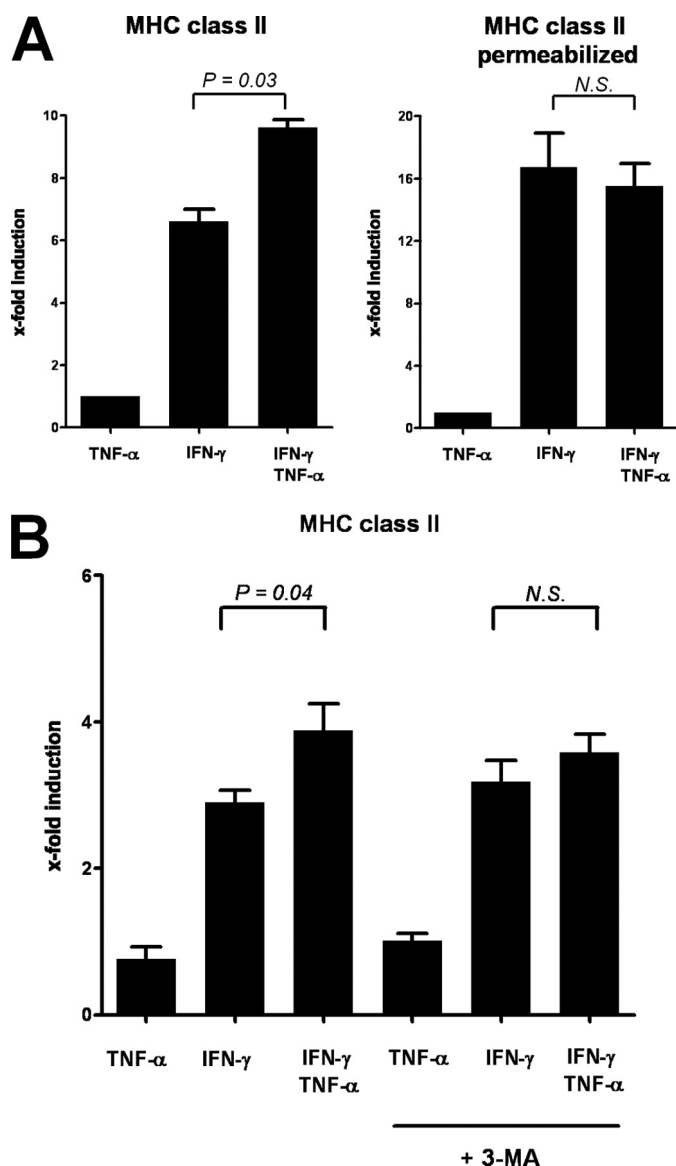 A
MHC class II
P = 0.03
x-fold Induction
10
8
6
4
2
0
TNF-α
IFN-γ
IFN-γ
TNF-α
MHC class II
permeabilized
N.S.
x-fold Induction
20
16
12
8
4
0
TNF-α
IFN-γ
IFN-γ
TNF-α
B
MHC class II
P = 0.04
N.S.
x-fold induction
6
4
2
0
TNF-α
IFN-γ
IFN-γ
TNF-α
TNF-α
IFN-γ
IFN-γ
TNF-α
+ 3-MA